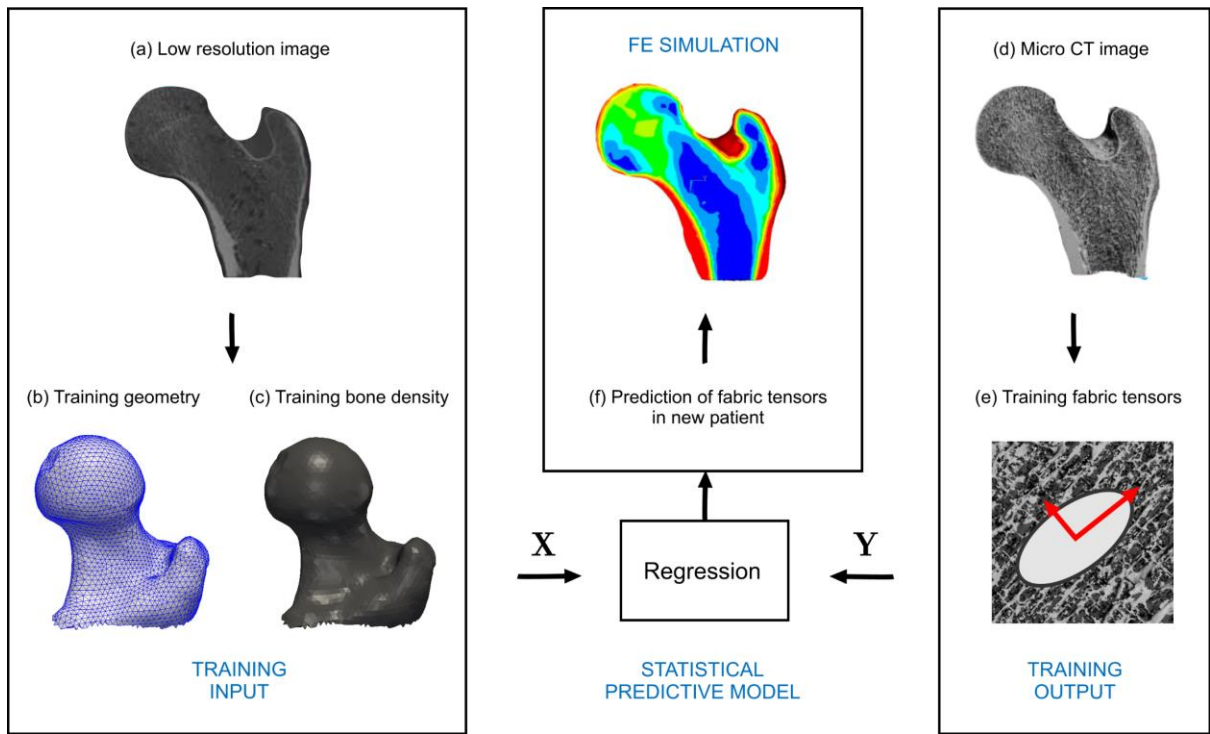 (a) Low resolution image
(b) Training geometry
(c) Training bone density
TRAINING
INPUT
X
FE SIMULATION
(f) Prediction of fabric tensors
in new patient
Regression
STATISTICAL
PREDICTIVE MODEL
Y
(d) Micro CT image
(e) Training fabric tensors
TRAINING
OUTPUT